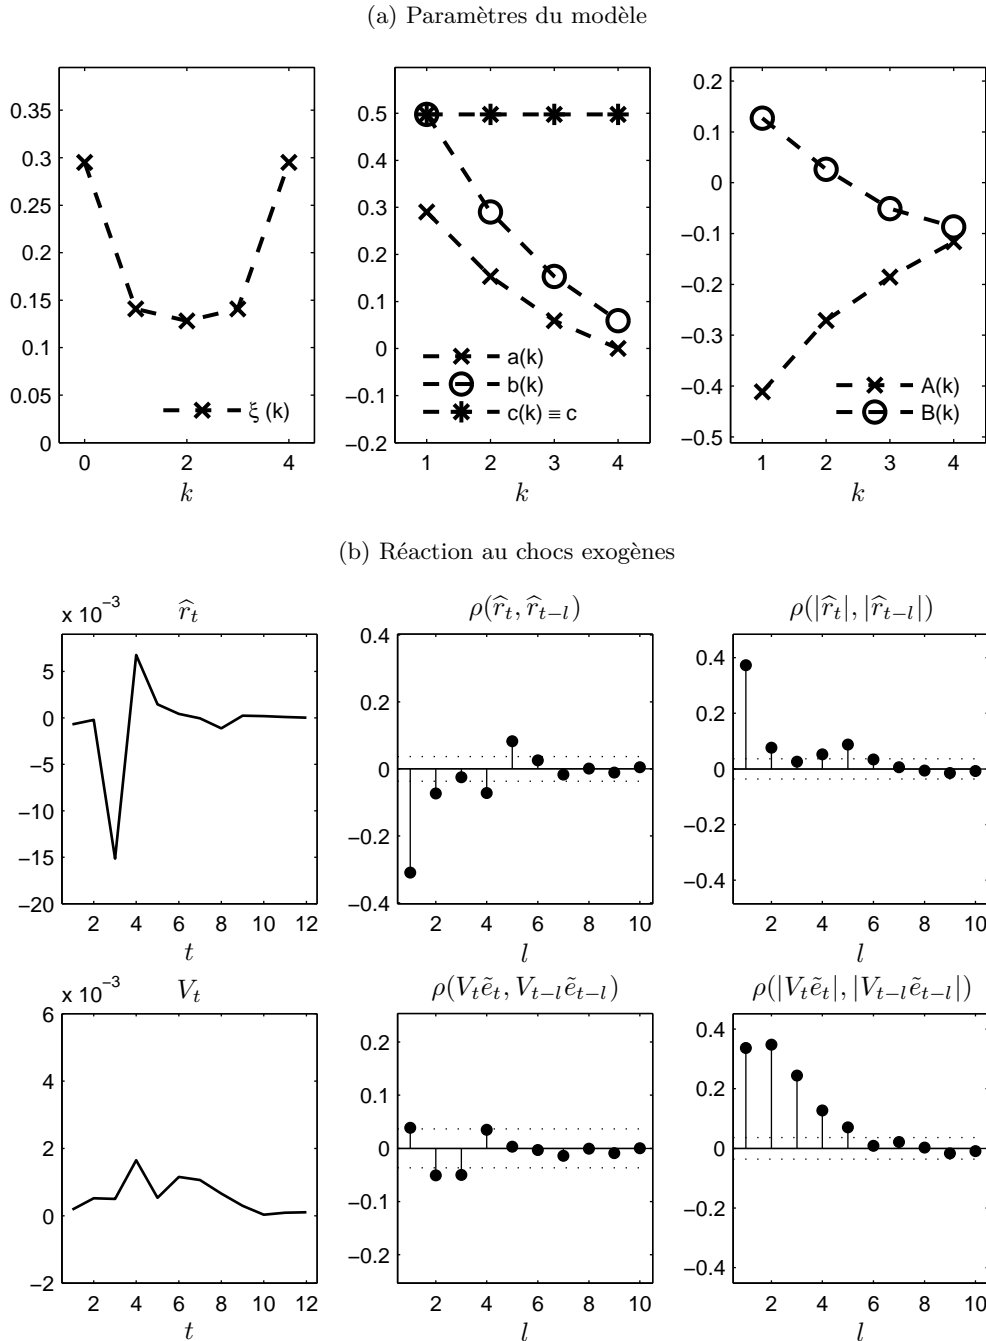 (a) Paramètres du modèle
0.35
0.3
0.25
0.2
0.15
0.1
0.05
0
0 2 4
k
ξ (k)
0.5
0.4
0.3
0.2
0.1
0
−0.1
−0.2
1 2 3 4
k
a(k)
b(k)
c(k) ≡ c
0.2
0.1
0
−0.1
−0.2
−0.3
−0.4
−0.5
1 2 3 4
k
A(k)
B(k)
(b) Réaction au chocs exogènes
x 10⁻³
r̂ₜ
5
0
−5
−10
−15
−20
2 4 6 8 10 12
t
ρ(r̂ₜ, r̂ₜ₋ₗ)
0.4
0.2
0
−0.2
−0.4
2 4 6 8 10
l
ρ(|r̂ₜ|, |r̂ₜ₋ₗ|)
0.4
0.2
0
−0.2
−0.4
2 4 6 8 10
l
x 10⁻³
Vₜ
6
4
2
0
−2
2 4 6 8 10 12
t
ρ(Vₜẽₜ, Vₜ₋ₗẽₜ₋ₗ)
0.2
0.1
0
−0.1
−0.2
2 4 6 8 10
l
ρ(|Vₜẽₜ|, |Vₜ₋ₗẽₜ₋ₗ|)
0.4
0.2
0
−0.2
−0.4
2 4 6 8 10
l